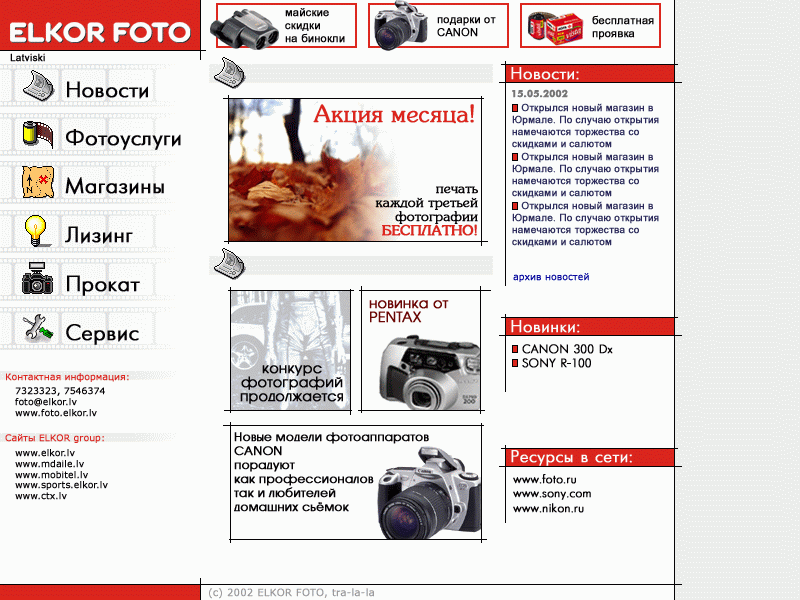 ELKOR FOTO
Latviski
майские
скидки
на бинокли
подарки от
CANON
бесплатная
проявка
Новости
Фотоуслуги
Магазины
Лизинг
Прокат
Сервис
Контактная информация:
7323323, 7546374
foto@elkor.lv
www.foto.elkor.lv
Сайты ELKOR group:
www.elkor.lv
www.mdaile.lv
www.mobitel.lv
www.sports.elkor.lv
www.ctx.lv
Акция месяца!
печать
каждой третьей
фотографии
БЕСПЛАТНО!
конкурс
фотографий
продолжается
новинка от
PENTAX
Новые модели фотоаппаратов
CANON
порадуют
как профессионалов
так и любителей
домашних съёмок
Новости:
15.05.2002
Открылся новый магазин в
Юрмале. По случаю открытия
намечаются торжества со
скидками и салютом
Открылся новый магазин в
Юрмале. По случаю открытия
намечаются торжества со
скидками и салютом
Открылся новый магазин в
Юрмале. По случаю открытия
намечаются торжества со
скидками и салютом
архив новостей
Новинки:
CANON 300 Dx
SONY R-100
Ресурсы в сети:
www.foto.ru
www.sony.com
www.nikon.ru
(c) 2002 ELKOR FOTO, tra-la-la